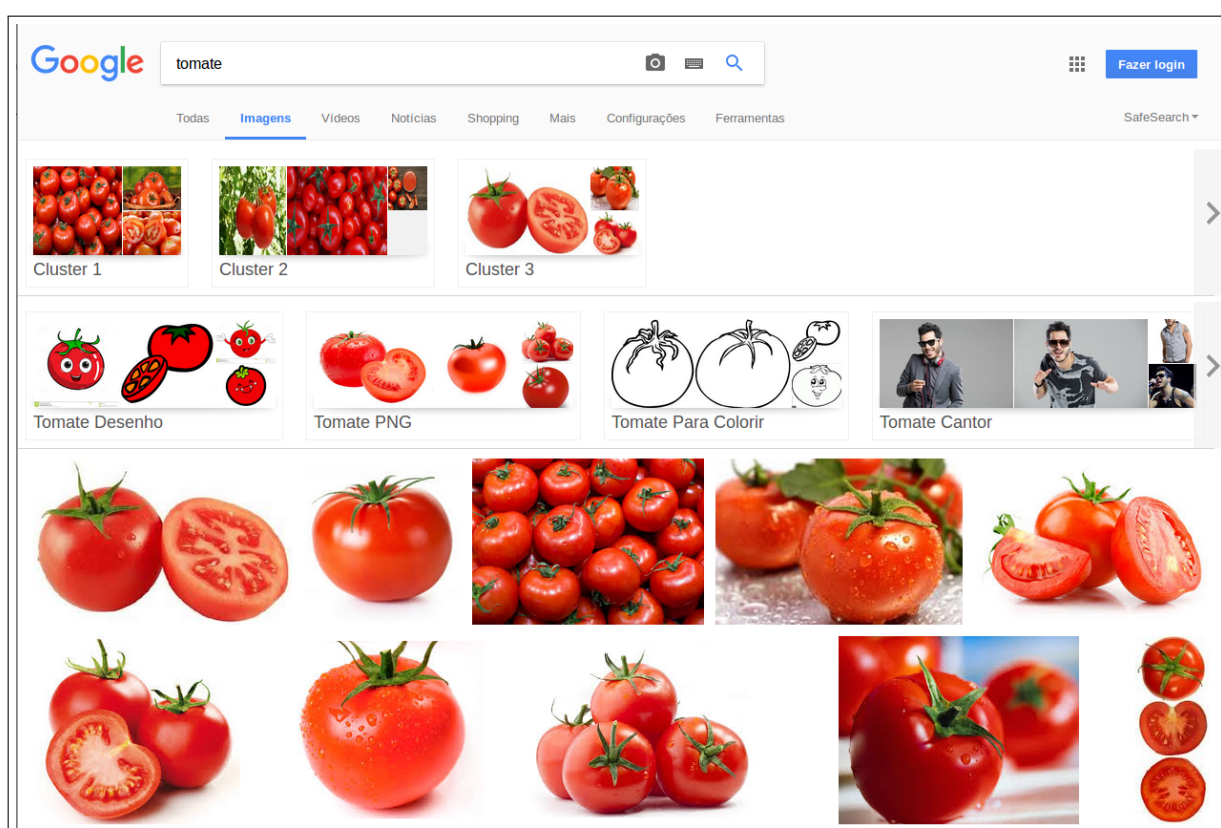 Google
tomate
Fazer login
Todas Imagens Vídeos Notícias Shopping Mais Configurações Ferramentas SafeSearch
Cluster 1 Cluster 2 Cluster 3
Tomate Desenho Tomate PNG Tomate Para Colorir Tomate Cantor